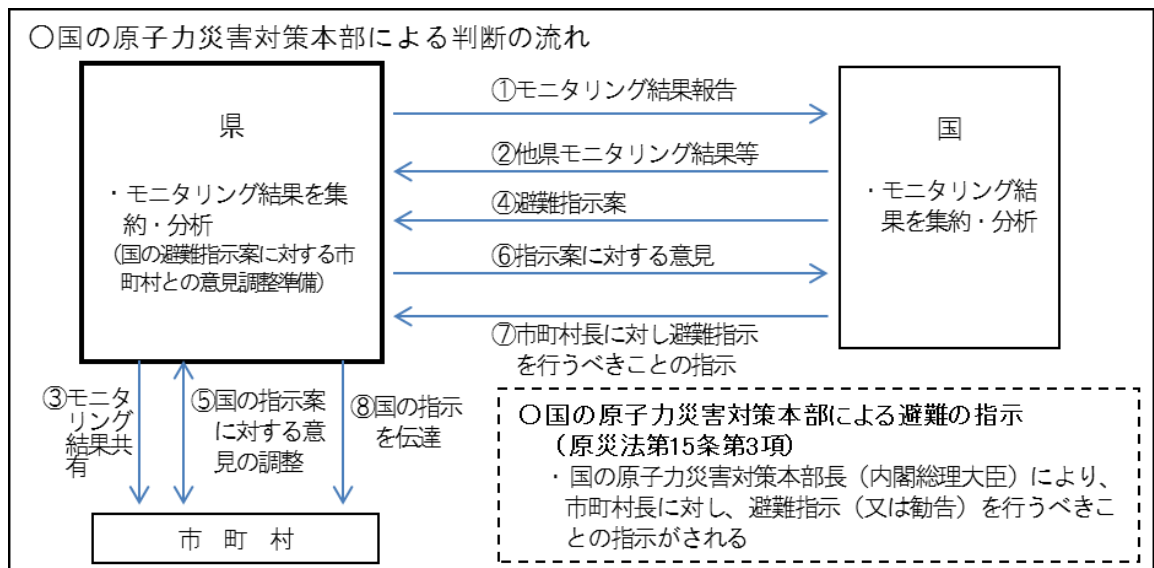 〇国の原子力災害対策本部による判断の流れ
県
・モニタリング結果を集
約・分析
(国の避難指示案に対する市
町村との意見調整準備)
①モニタリング結果報告
②他県モニタリング結果等
④避難指示案
⑥指示案に対する意見
⑦市町村長に対し避難指示
を行うべきことの指示
国
・モニタリング結
果を集約・分析
③モニタ
リング
結果共
有
⑤国の指示案
に対する意
見の調整
⑧国の指示
を伝達
市 町 村
〇国の原子力災害対策本部による避難の指示
(原災法第15条第3項)
・国の原子力災害対策本部長（内閣総理大臣）により、
市町村長に対し、避難指示（又は勧告）を行うべきこ
との指示がされる